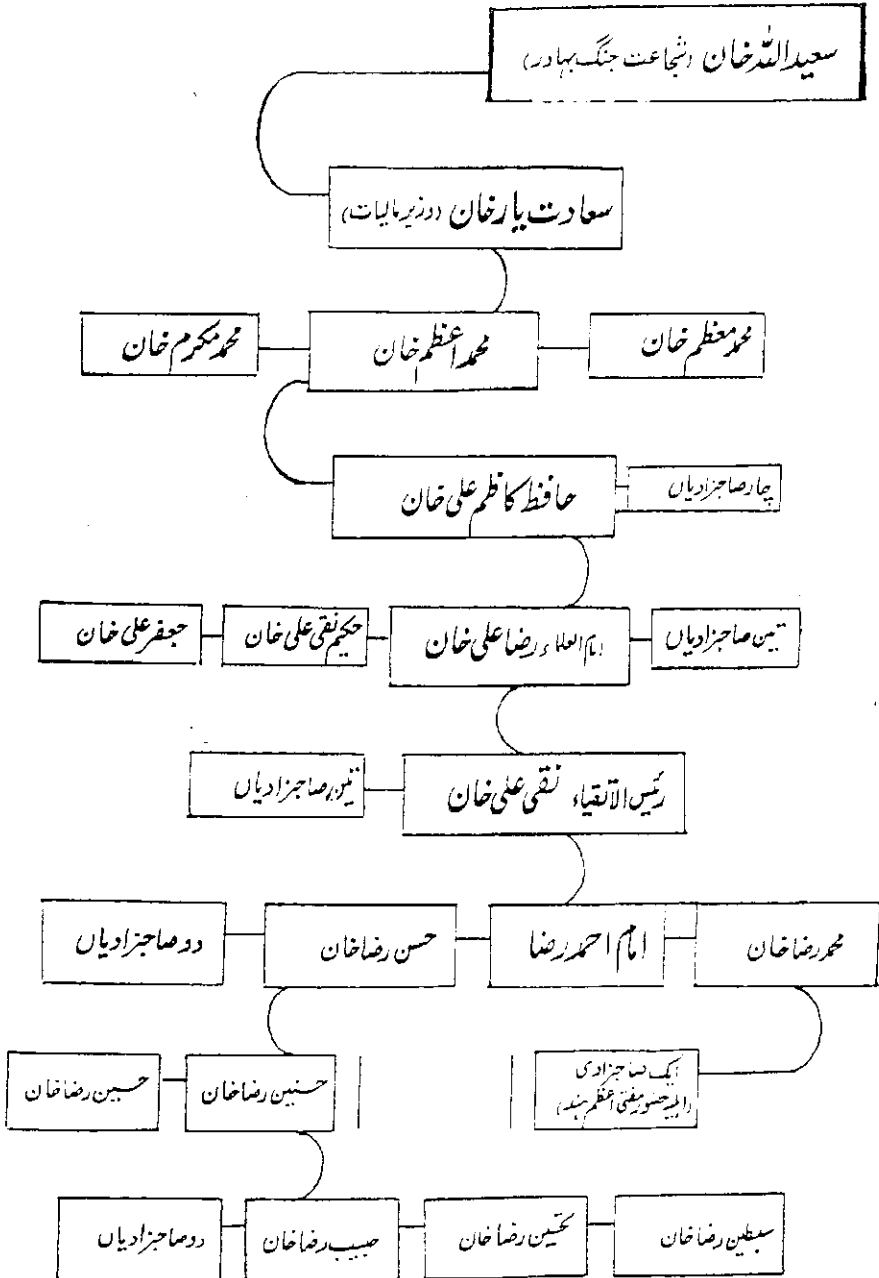 سعید اللہ خان (شجاعت جنگ بہادر)
سعادت یار خان (وزیر مالیات)
محمد معظم خان
محمد اعظم خان
محمد مکرم خان
چار صاحبزادیاں
حافظ کاظم علی خان
تین صاحبزادیاں
امام العلماء رضا علی خان
حکیم تقی علی خان
جعفر علی خان
رئیس الاتقیاء نقی علی خان
تین صاحبزادیاں
محمد رضا خان
امام احمد رضا
حسن رضا خان
دو صاحبزادیاں
ایک صاحبزادی
(اہلیہ حضور مفتی اعظم ہند)
حسنین رضا خان
حسین رضا خان
سبطین رضا خان
تحسین رضا خان
حبیب رضا خان
دو صاحبزادیاں